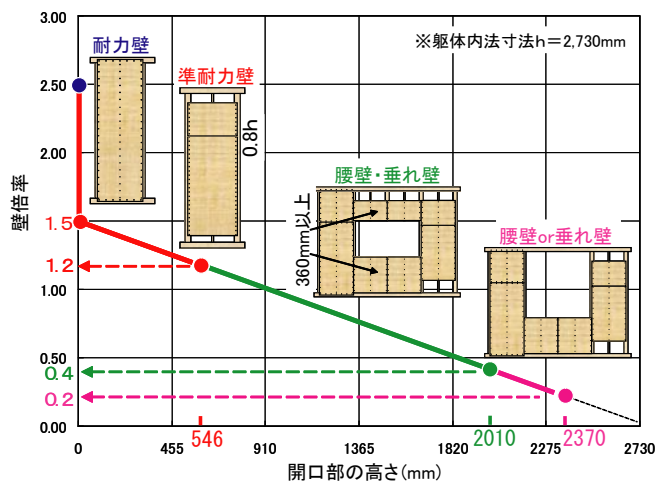 3.00
2.50
2.00
1.5
1.2
1.00
0.50
0.4
0.2
0.00
壁倍率
※躯体内法寸法h=2,730mm
耐力壁
準耐力壁
0.8h
腰壁・垂れ壁
360mm以上
腰壁or垂れ壁
0
455
910
1365
1820
2275
2730
546
2010
2370
開口部の高さ(mm)